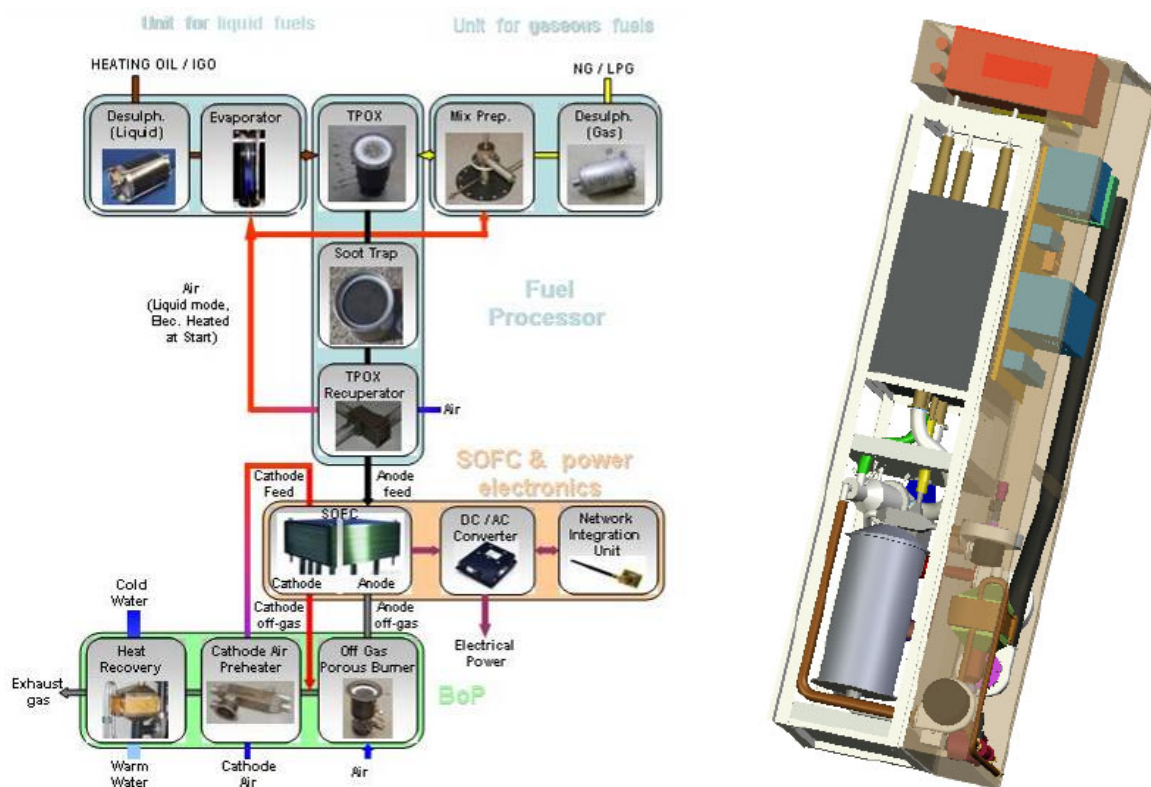 Unit for liquid fuels
Unit for gaseous fuels
HEATING OIL / IGO
NG / LPG
Desulph.
(Liquid)
Evaporator
TPOX
Mix Prep.
Desulph.
(Gas)
Soot Trap
Air
(Liquid mode,
Elec. Heated
at Start)
Fuel
Processor
TPOX
Recuperator
Air
Cathode
Feed
Anode
feed
SOFC & power
electronics
SOFC
DC / AC
Converter
Network
Integration
Unit
Cathode
Anode
Cold
Water
Cathode
off-gas
Anode
off-gas
Electrical
Power
Heat
Recovery
Cathode Air
Preheater
Off Gas
Porous Burner
Exhaust
gas
BoP
Warm
Water
Cathode
Air
Air